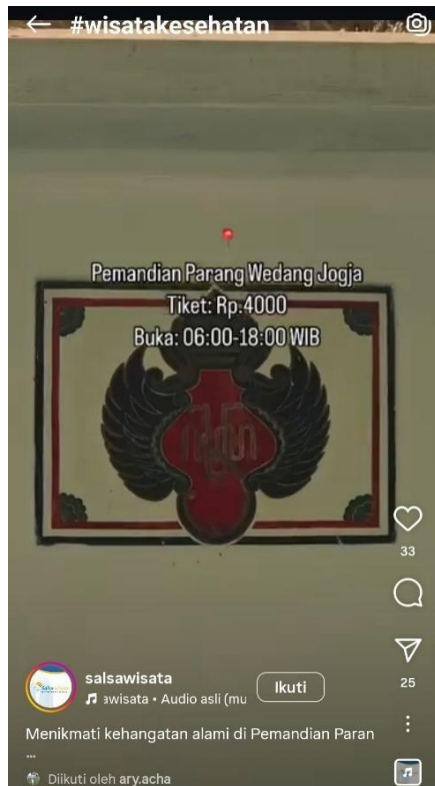 #wisatakesehatan
Pemandian Parang Wedang Jogja
Tiket: Rp.4000
Buka: 06:00-18:00 WIB
33
25
salsawisata
awisata • Audio asli (mu
Ikuti
Menikmati kehangatan alami di Pemandian Paran
...
Diikuti oleh ary.acha